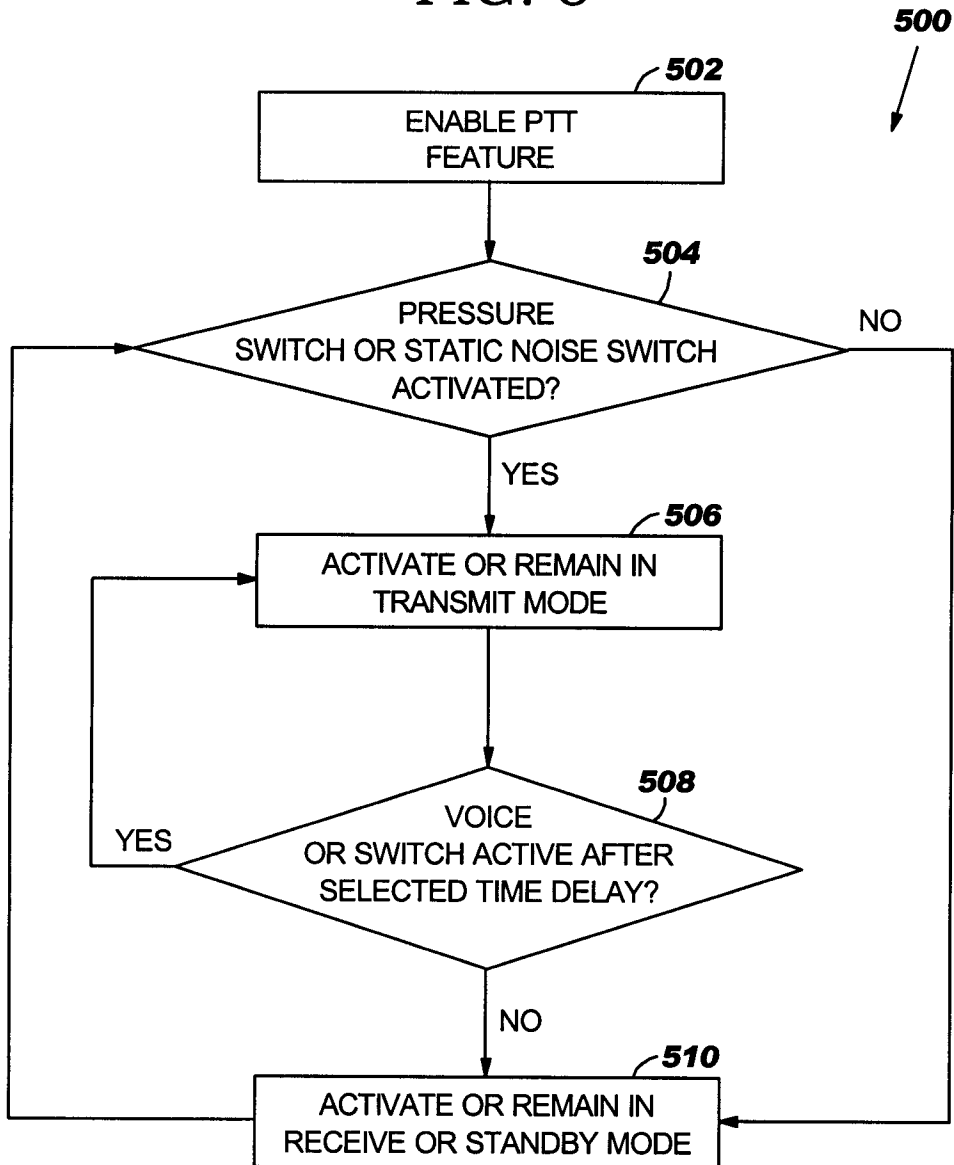 500
502
ENABLE PTT
FEATURE
504
PRESSURE
SWITCH OR STATIC NOISE SWITCH
ACTIVATED?
NO
YES
506
ACTIVATE OR REMAIN IN
TRANSMIT MODE
508
VOICE
OR SWITCH ACTIVE AFTER
SELECTED TIME DELAY?
YES
NO
510
ACTIVATE OR REMAIN IN
RECEIVE OR STANDBY MODE